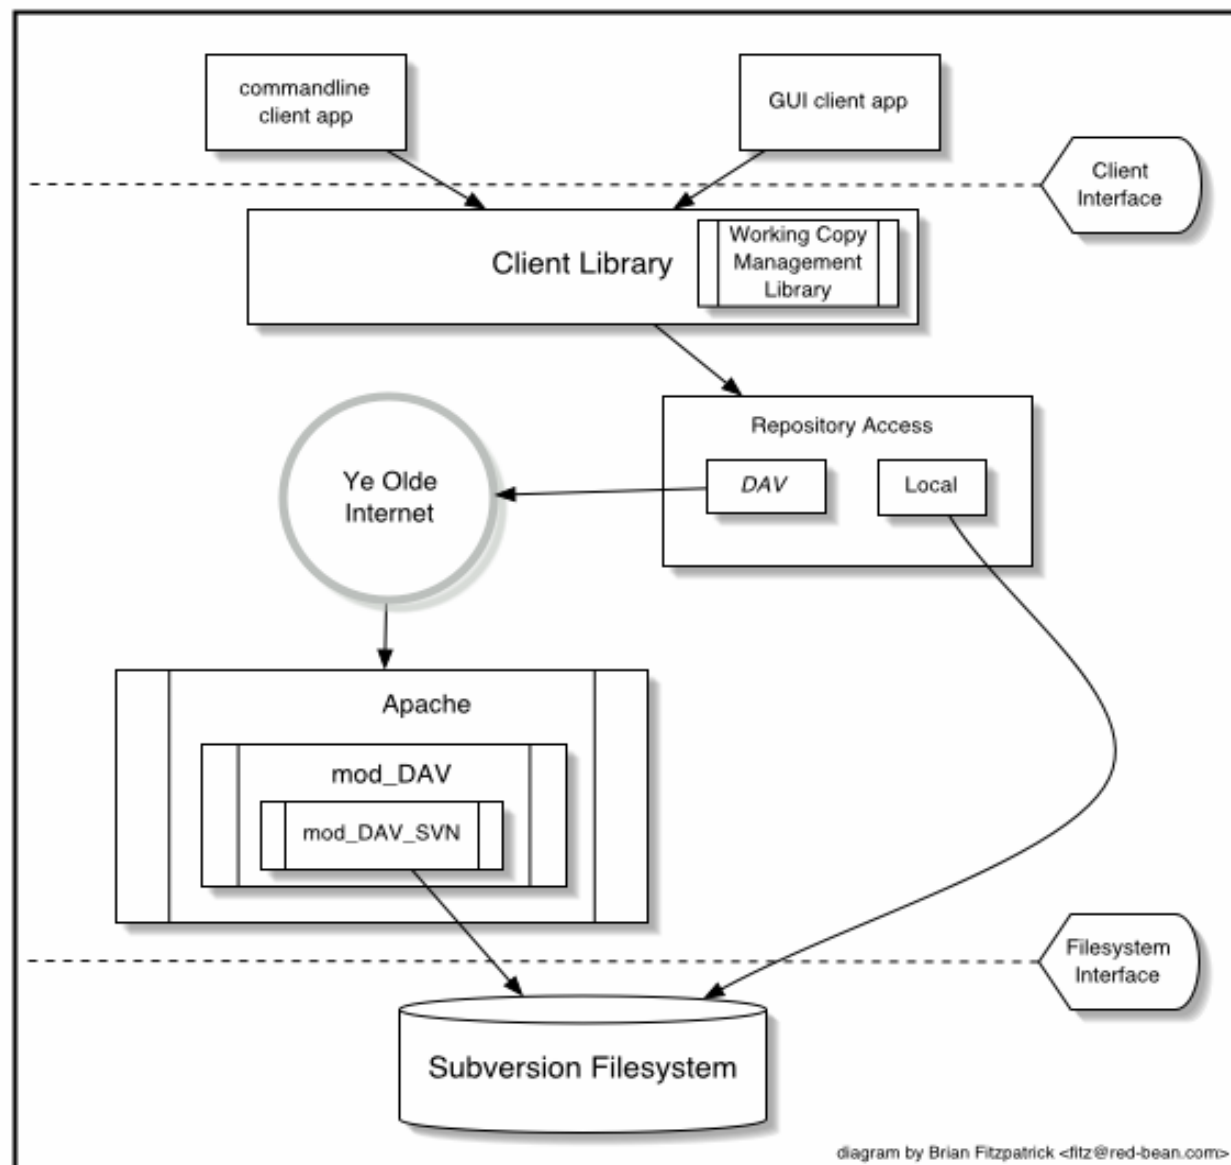 commandline
client app
GUI client app
Client
Interface
Client Library
Working Copy
Management
Library
Repository Access
DAV
Local
Ye Olde
Internet
Apache
mod_DAV
mod_DAV_SVN
Filesystem
Interface
Subversion Filesystem
diagram by Brian Fitzpatrick <fitz@red-bean.com>